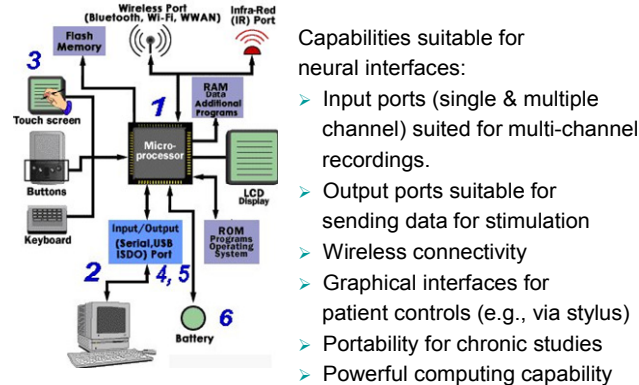 Wireless Port
(Bluetooth, Wi-Fi, WWAN)
Infra-Red
(IR) Port
Flash
Memory
3
Touch screen
1
RAM
Data
Additional
Programs
Micro-
processor
Buttons
LCD
Display
Keyboard
Input/Output
(Serial,USB
ISDO) Port
ROM
Programs
Operating
System
2
4, 5
Battery
6
Capabilities suitable for
neural interfaces:
➢ Input ports (single & multiple
channel) suited for multi-channel
recordings.
➢ Output ports suitable for
sending data for stimulation
➢ Wireless connectivity
➢ Graphical interfaces for
patient controls (e.g., via stylus)
➢ Portability for chronic studies
➢ Powerful computing capability